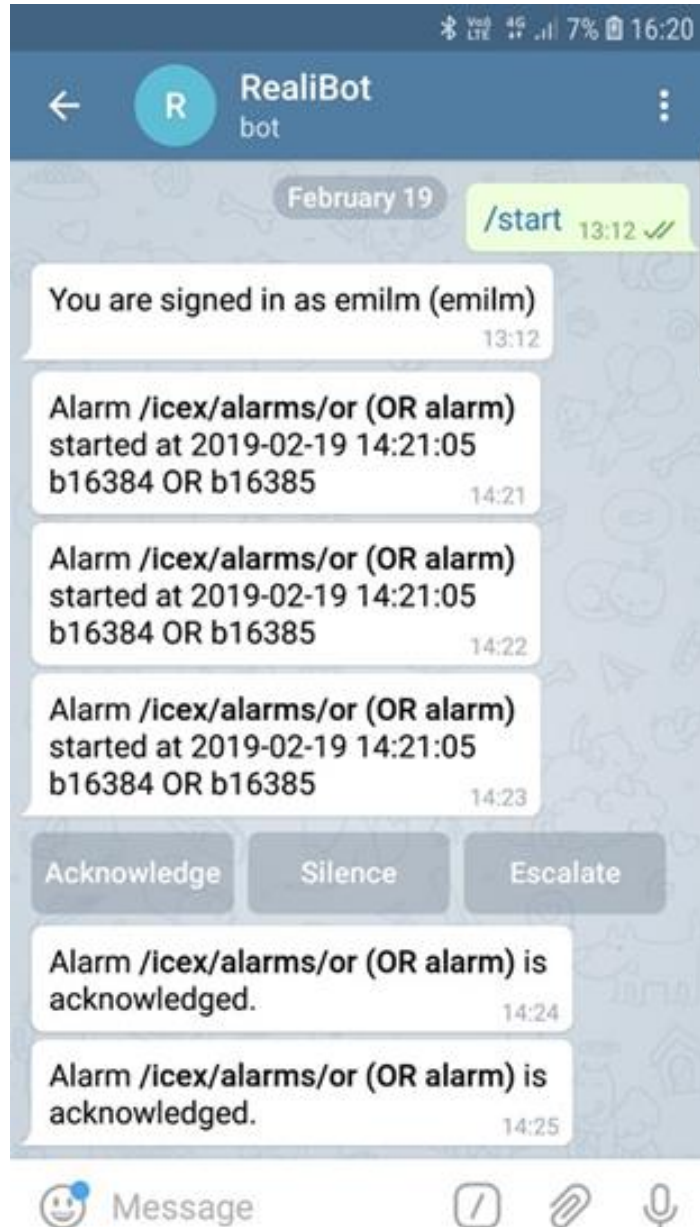 VoO LTE 4G 7% 16:20
R RealiBot
bot
February 19
/start 13:12
You are signed in as emilm (emilm)
13:12
Alarm /icex/alarms/or (OR alarm)
started at 2019-02-19 14:21:05
b16384 OR b16385
14:21
Alarm /icex/alarms/or (OR alarm)
started at 2019-02-19 14:21:05
b16384 OR b16385
14:22
Alarm /icex/alarms/or (OR alarm)
started at 2019-02-19 14:21:05
b16384 OR b16385
14:23
Acknowledge Silence Escalate
Alarm /icex/alarms/or (OR alarm) is
acknowledged.
14:24
Alarm /icex/alarms/or (OR alarm) is
acknowledged.
14:25
Message /